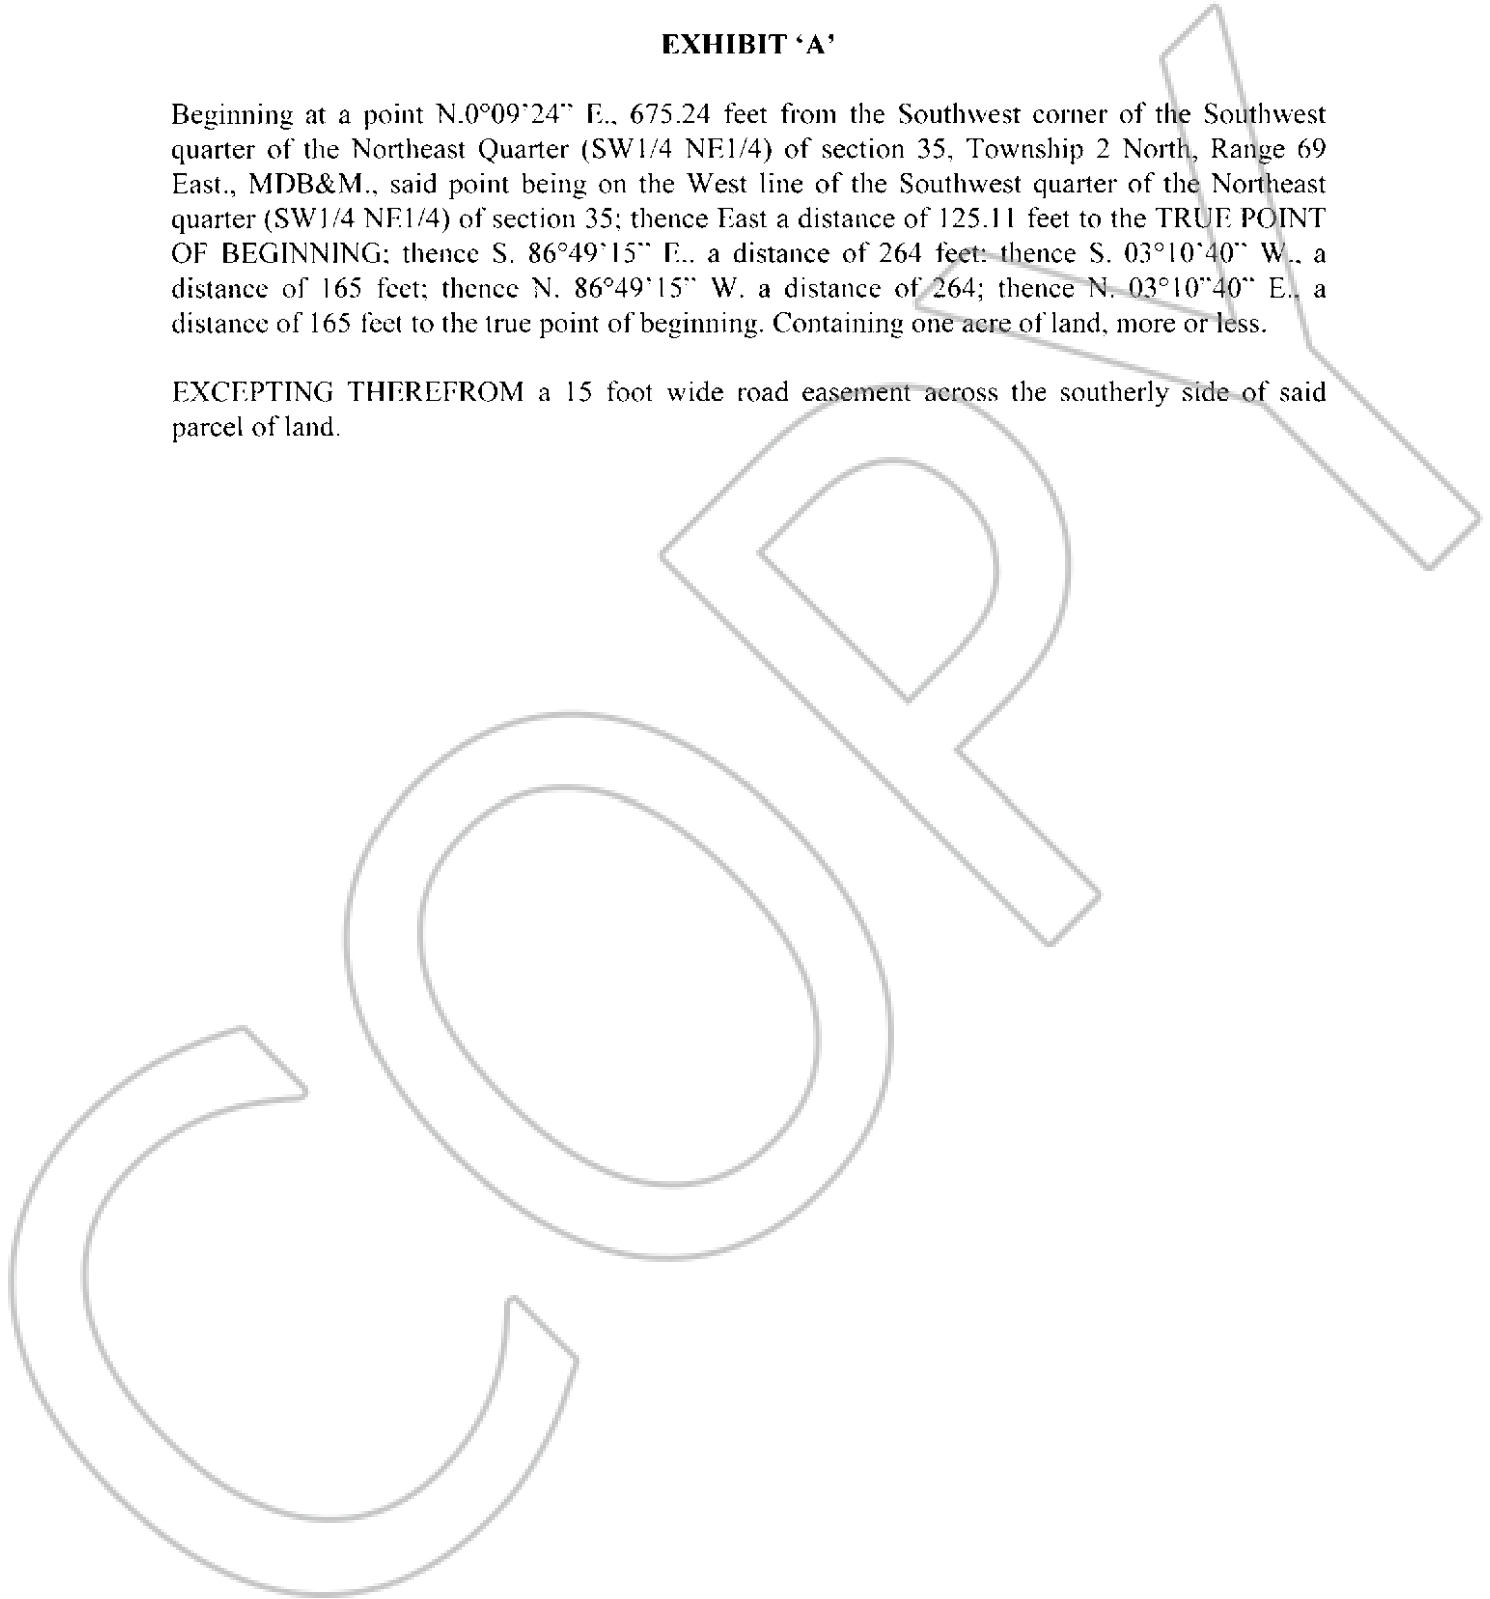 EXHIBIT ‘A’
Beginning at a point N.0°09'24" E., 675.24 feet from the Southwest corner of the Southwest
quarter of the Northeast Quarter (SW1/4 NE1/4) of section 35, Township 2 North, Range 69
East., MDB&M., said point being on the West line of the Southwest quarter of the Northeast
quarter (SW1/4 NE1/4) of section 35; thence East a distance of 125.11 feet to the TRUE POINT
OF BEGINNING; thence S. 86°49'15" E.. a distance of 264 feet; thence S. 03°10'40" W., a
distance of 165 feet; thence N. 86°49'15" W. a distance of 264; thence N. 03°10"40" E., a
distance of 165 feet to the true point of beginning. Containing one acre of land, more or less.
EXCEPTING THEREFROM a 15 foot wide road easement across the southerly side of said
parcel of land.
COPY